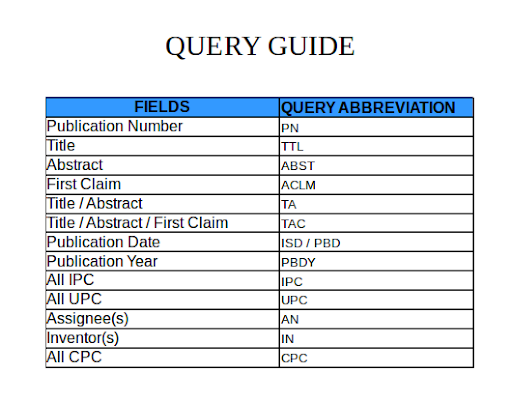 QUERY GUIDE
FIELDS QUERY ABBREVIATION
Publication Number PN
Title TTL
Abstract ABST
First Claim ACLM
Title / Abstract TA
Title / Abstract / First Claim TAC
Publication Date ISD / PBD
Publication Year PBDY
All IPC IPC
All UPC UPC
Assignee(s) AN
Inventor(s) IN
All CPC CPC